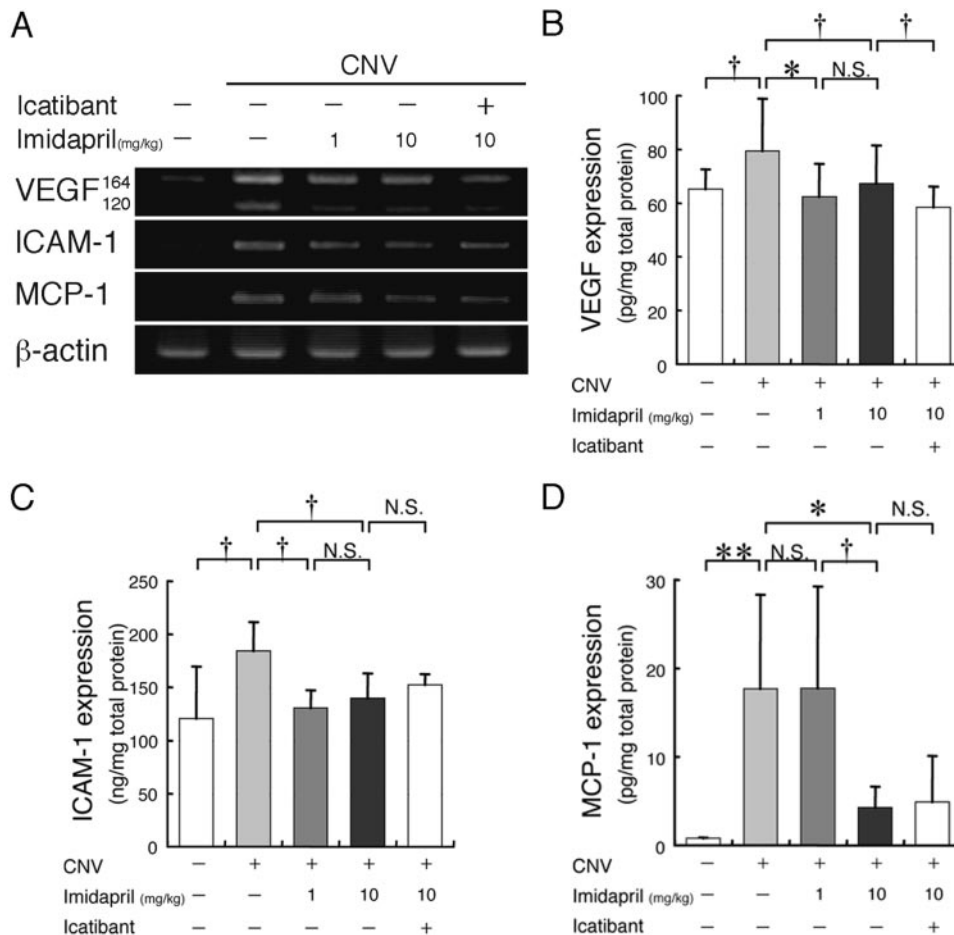 A
CNV
Icatibant − − − − +
Imidapril (mg/kg) − − 1 10 10
VEGF 164
120
ICAM-1
MCP-1
β-actin
B
† †
† * N.S.
VEGF expression
(pg/mg total protein)
100
80
60
40
20
0
CNV − + + + +
Imidapril (mg/kg) − − 1 10 10
Icatibant − − − − +
C
† N.S.
† † N.S.
ICAM-1 expression
(ng/mg total protein)
250
200
150
100
50
0
CNV − + + + +
Imidapril (mg/kg) − − 1 10 10
Icatibant − − − − +
D
* N.S.
** N.S. †
MCP-1 expression
(pg/mg total protein)
30
20
10
0
CNV − + + + +
Imidapril (mg/kg) − − 1 10 10
Icatibant − − − − +